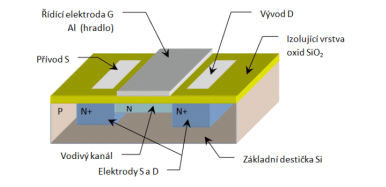 Řídící elektroda G
Al (hradlo)
Vývod D
Přívod S
Izolující vrstva
oxid SiO₂
P
N+
N
N+
Vodivý kanál
Elektrody S a D
Základní destička Si